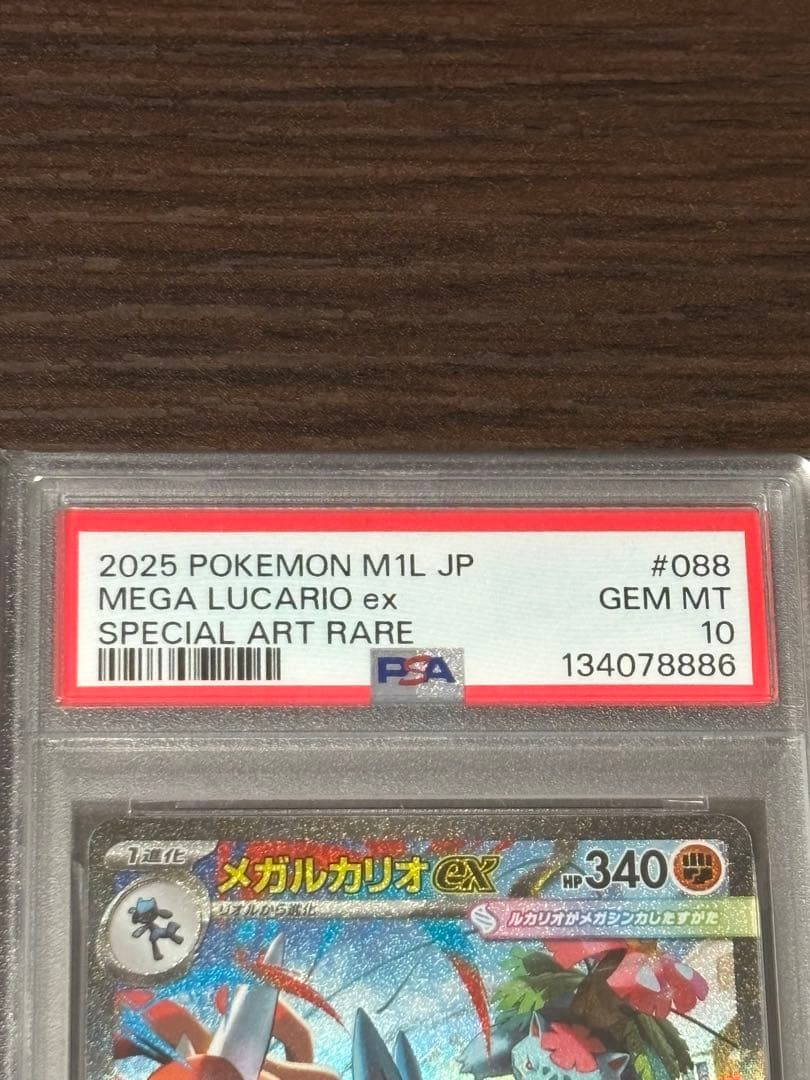 2025 POKEMON M1L JP #088
MEGA LUCARIO ex GEM MT
SPECIAL ART RARE 10
PSA 134078886
1進化 メガルカリオex HP340
リオルから進化
ルカリオがメガシンカしたすがた